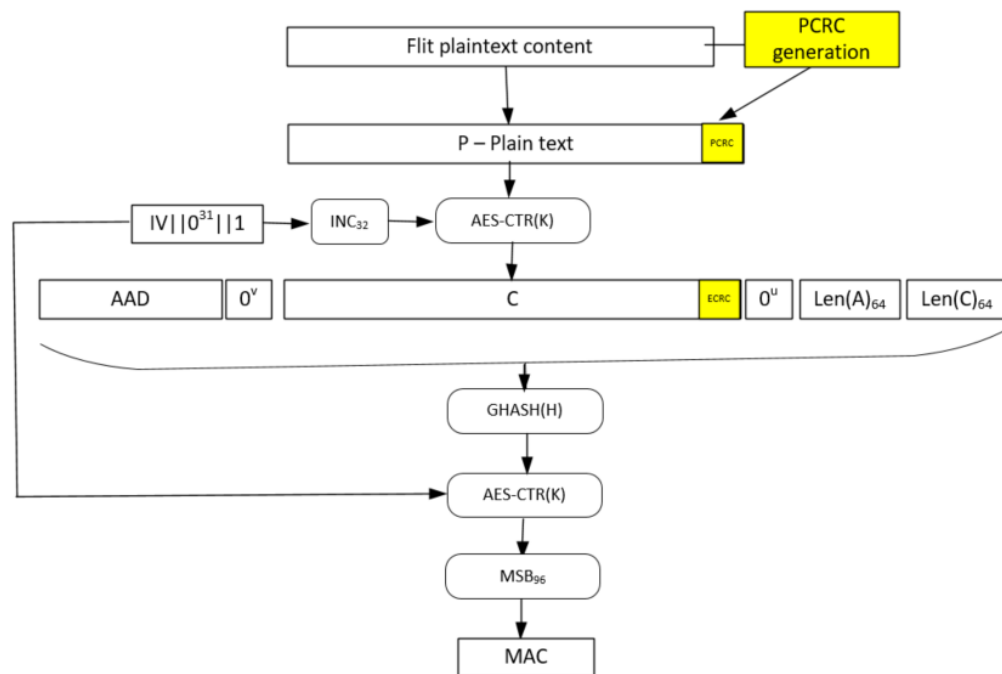 Flit plaintext content
PCRC
generation
P – Plain text
PCRC
IV||0³¹||1
INC₃₂
AES-CTR(K)
AAD
0ᵛ
C
ECRC
0ᵘ
Len(A)₆₄
Len(C)₆₄
GHASH(H)
AES-CTR(K)
MSB₉₆
MAC